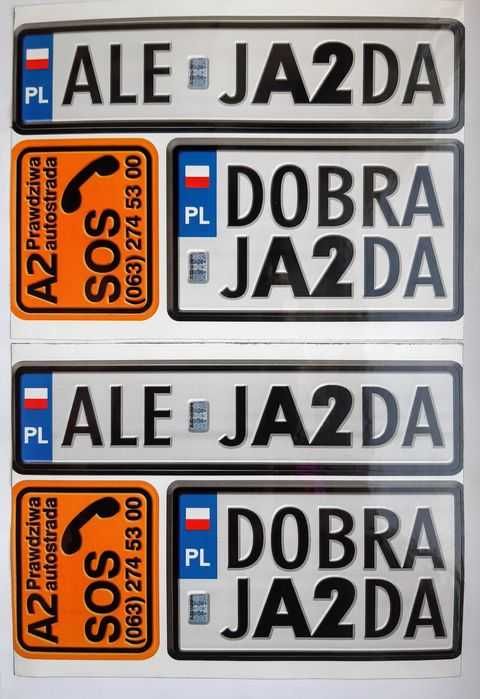 PL ALE JA2DA
A2 Prawdziwa
autostrada
SOS
(063) 274 53 00
PL DOBRA
JA2DA
PL ALE JA2DA
A2 Prawdziwa
autostrada
SOS
(063) 274 53 00
PL DOBRA
JA2DA